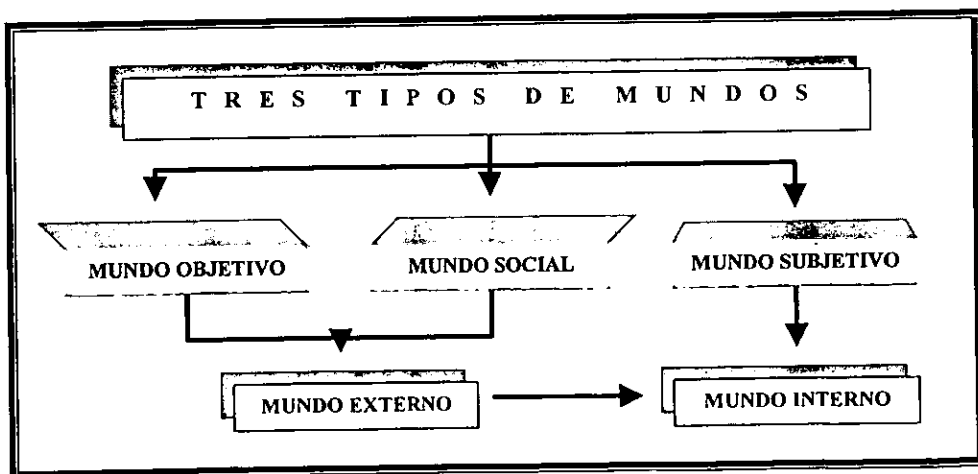 TRES TIPOS DE MUNDOS
MUNDO OBJETIVO
MUNDO SOCIAL
MUNDO SUBJETIVO
MUNDO EXTERNO
MUNDO INTERNO